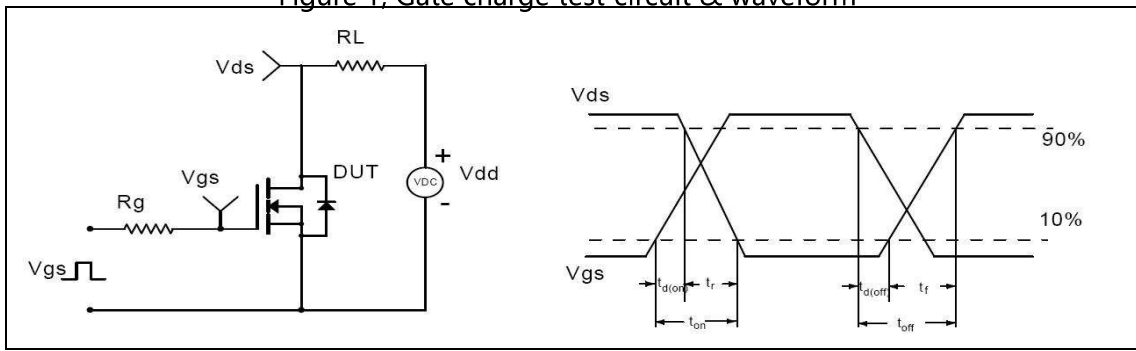 Figure 1, Gate charge test circuit & waveform
RL
Vds
Vgs
Rg
DUT
VDC
+
Vdd
-
Vgs
Vds
90%
10%
Vgs
td(on)
tr
td(off)
tf
ton
toff